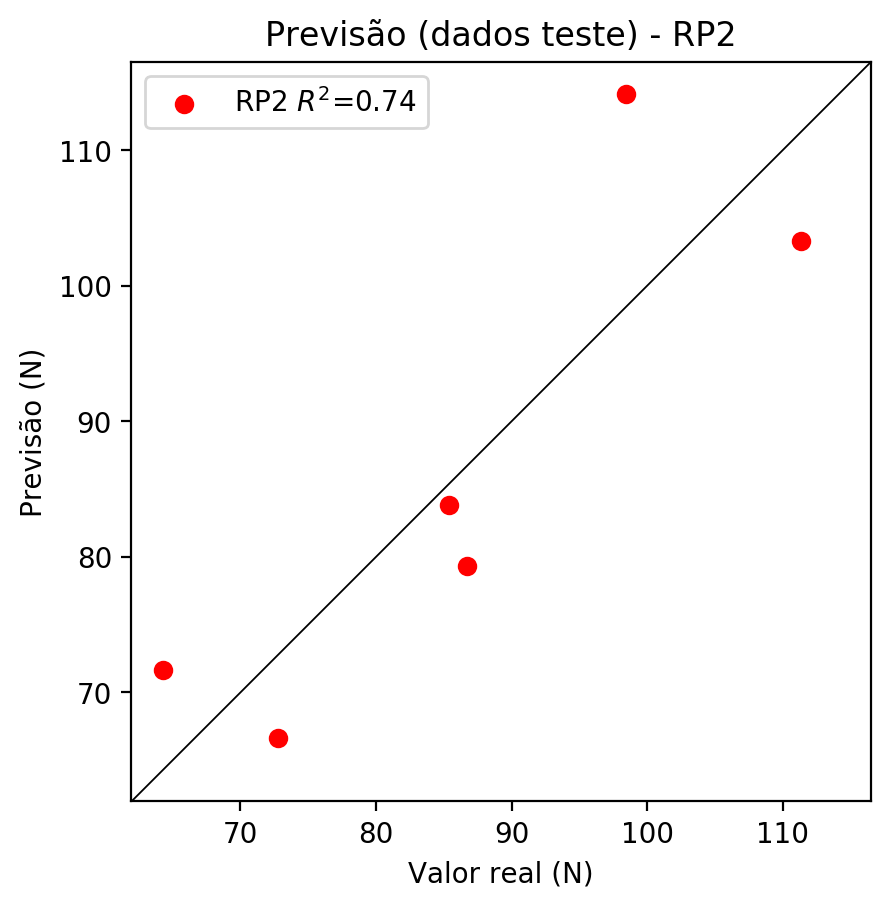 Previsão (dados teste) - RP2
RP2 R²=0.74
110
100
90
80
70
Previsão (N)
70 80 90 100 110
Valor real (N)